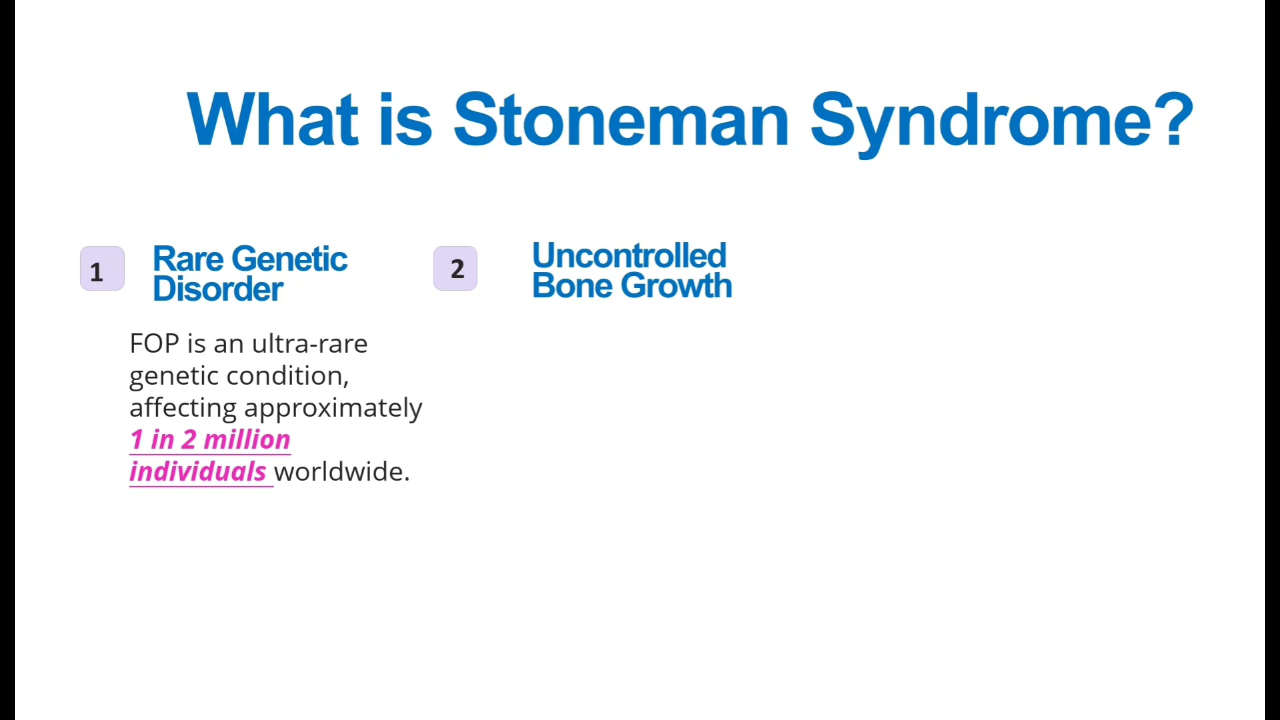 What is Stoneman Syndrome?
1
Rare Genetic
Disorder
FOP is an ultra-rare
genetic condition,
affecting approximately
1 in 2 million
individuals worldwide.
2
Uncontrolled
Bone Growth